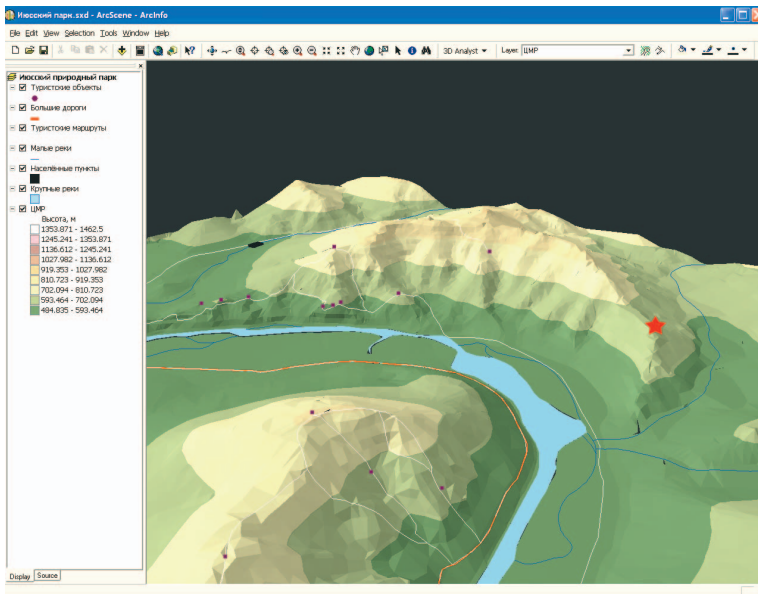 Июсский парк.sxd - ArcScene - ArcInfo
File Edit View Selection Tools Window Help
3D Analyst Layer: ЦМР
Июсский природный парк
Туристские объекты
Большие дороги
Туристские маршруты
Малые реки
Населённые пункты
Крупные реки
ЦМР
Высота, м
1353.871 - 1462.5
1245.241 - 1353.871
1136.612 - 1245.241
1027.982 - 1136.612
919.353 - 1027.982
810.723 - 919.353
702.094 - 810.723
593.464 - 702.094
484.835 - 593.464
Display Source